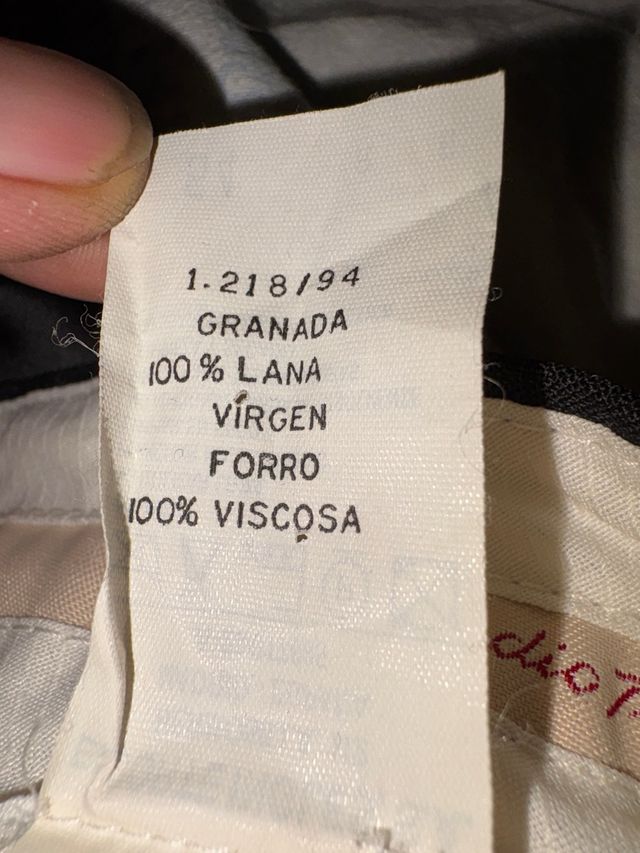 1.218/94
GRANADA
100% LANA
VIRGEN
FORRO
100% VISCOSA